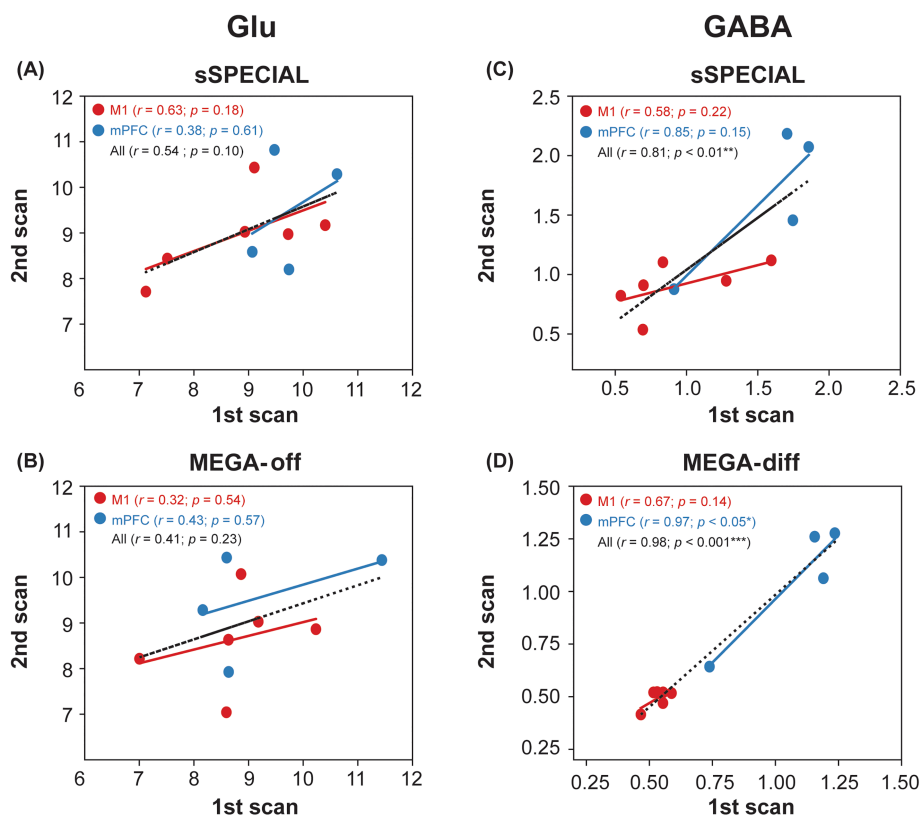 Glu
GABA
(A)
sSPECIAL
M1 (r = 0.63; p = 0.18)
mPFC (r = 0.38; p = 0.61)
All (r = 0.54 ; p = 0.10)
12
11
10
9
8
7
2nd scan
6
7
8
9
10
11
12
1st scan
(C)
sSPECIAL
M1 (r = 0.58; p = 0.22)
mPFC (r = 0.85; p = 0.15)
All (r = 0.81; p < 0.01**)
2.5
2.0
1.5
1.0
0.5
2nd scan
0.5
1.0
1.5
2.0
2.5
1st scan
(B)
MEGA-off
M1 (r = 0.32; p = 0.54)
mPFC (r = 0.43; p = 0.57)
All (r = 0.41; p = 0.23)
12
11
10
9
8
7
2nd scan
6
7
8
9
10
11
12
1st scan
(D)
MEGA-diff
M1 (r = 0.67; p = 0.14)
mPFC (r = 0.97; p < 0.05*)
All (r = 0.98; p < 0.001***)
1.50
1.25
1.00
0.75
0.50
0.25
2nd scan
0.25
0.50
0.75
1.00
1.25
1.50
1st scan